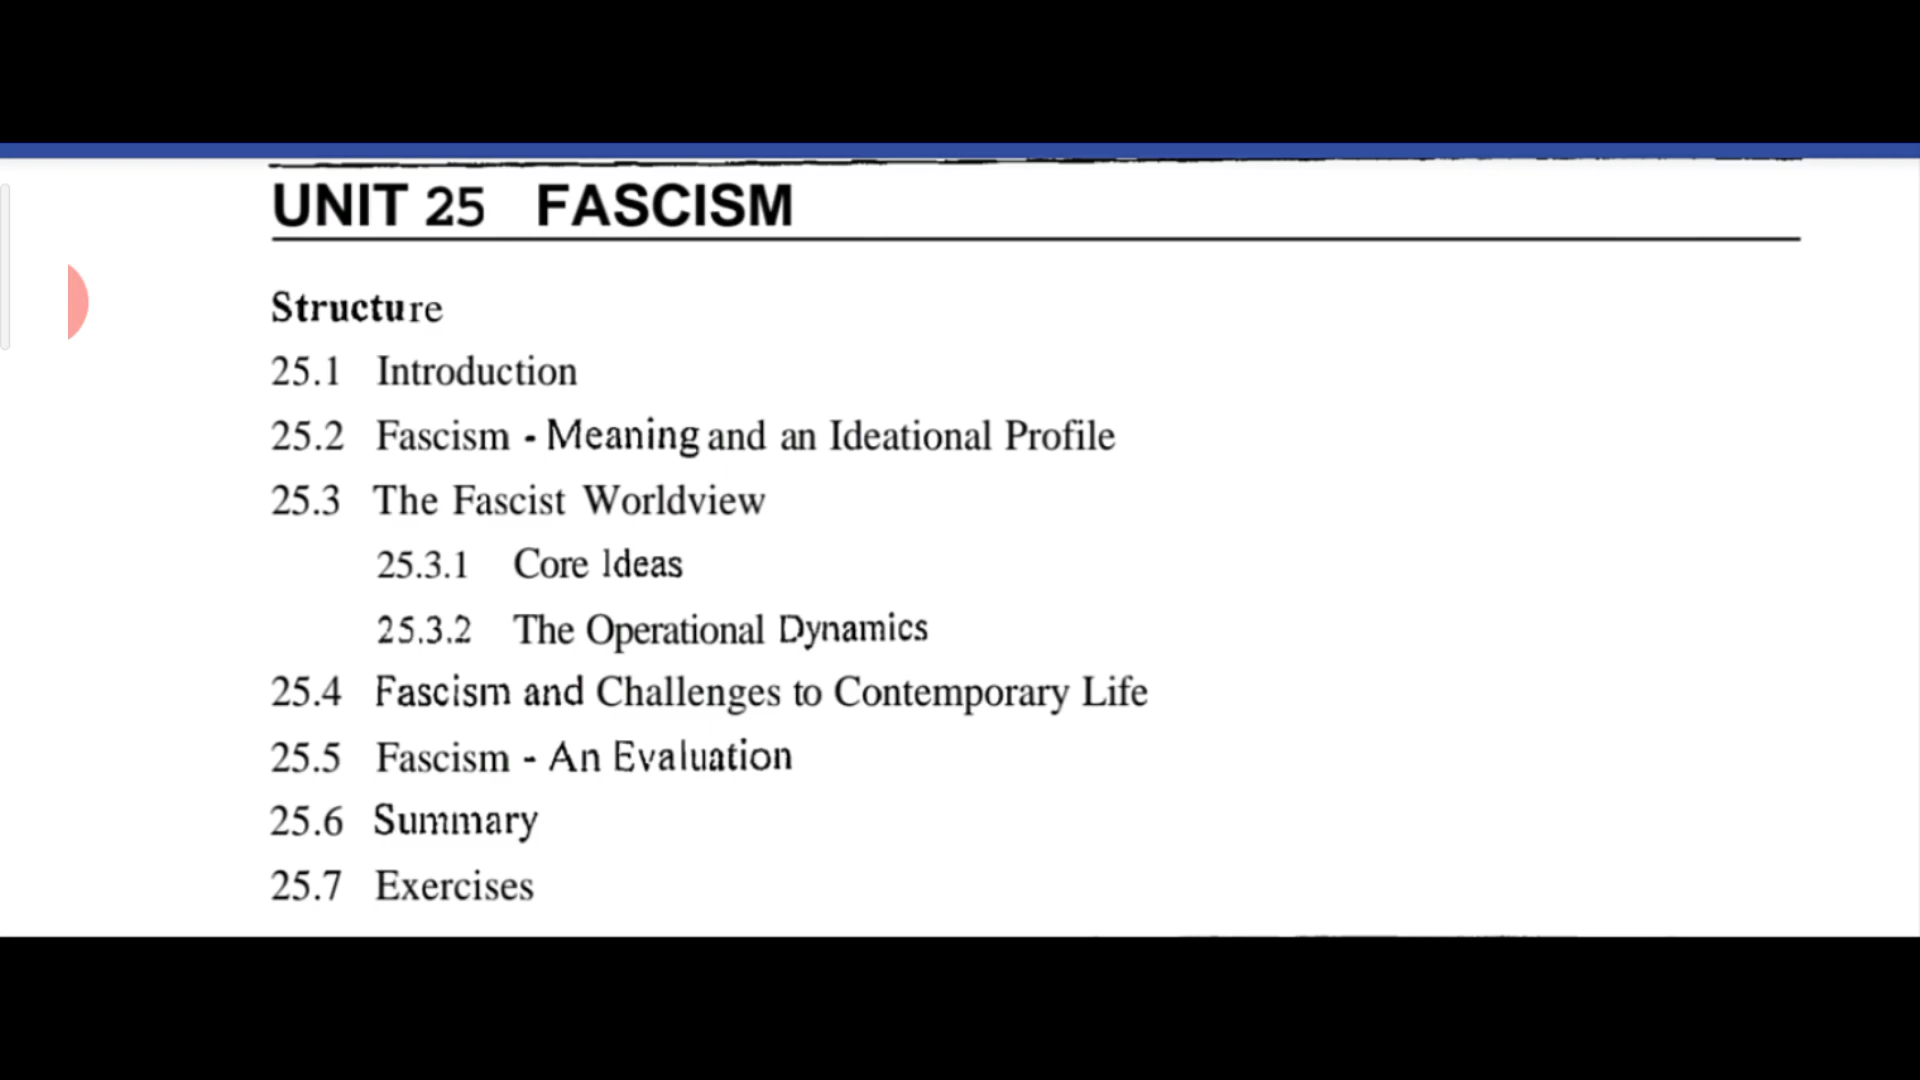 UNIT 25 FASCISM
Structure
25.1 Introduction
25.2 Fascism - Meaning and an Ideational Profile
25.3 The Fascist Worldview
25.3.1 Core Ideas
25.3.2 The Operational Dynamics
25.4 Fascism and Challenges to Contemporary Life
25.5 Fascism - An Evaluation
25.6 Summary
25.7 Exercises